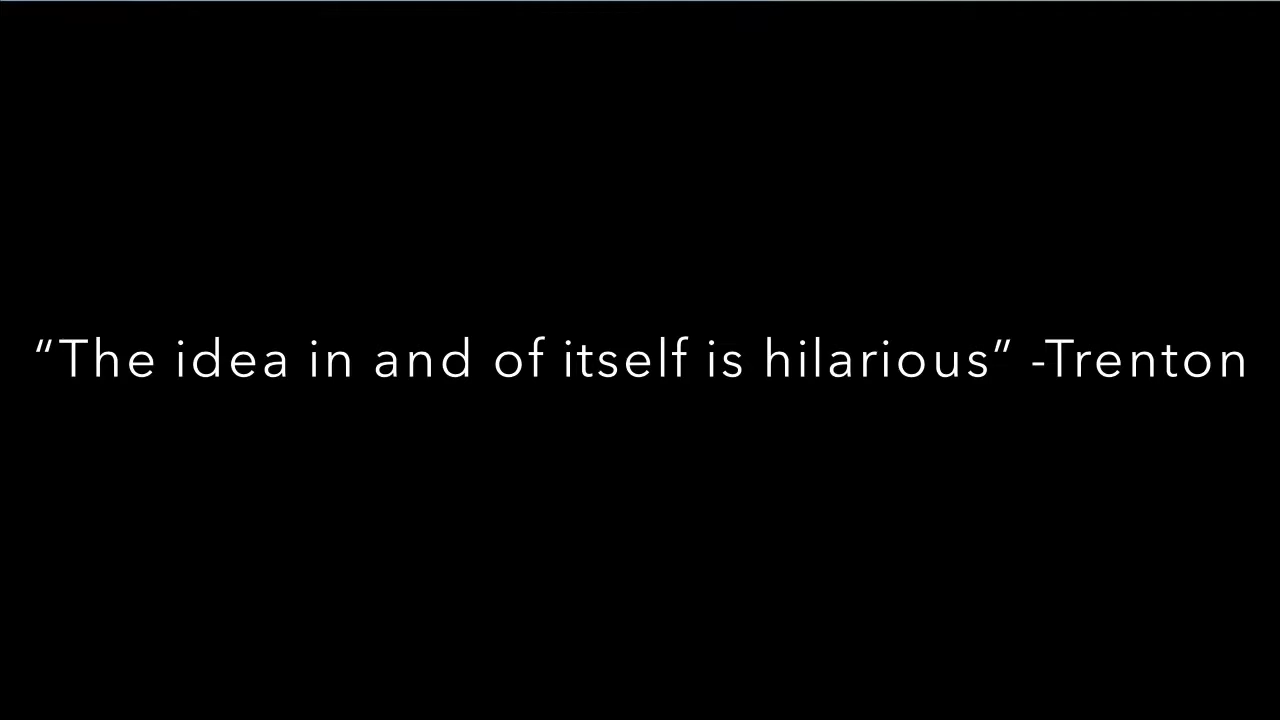 “The idea in and of itself is hilarious” -Trenton